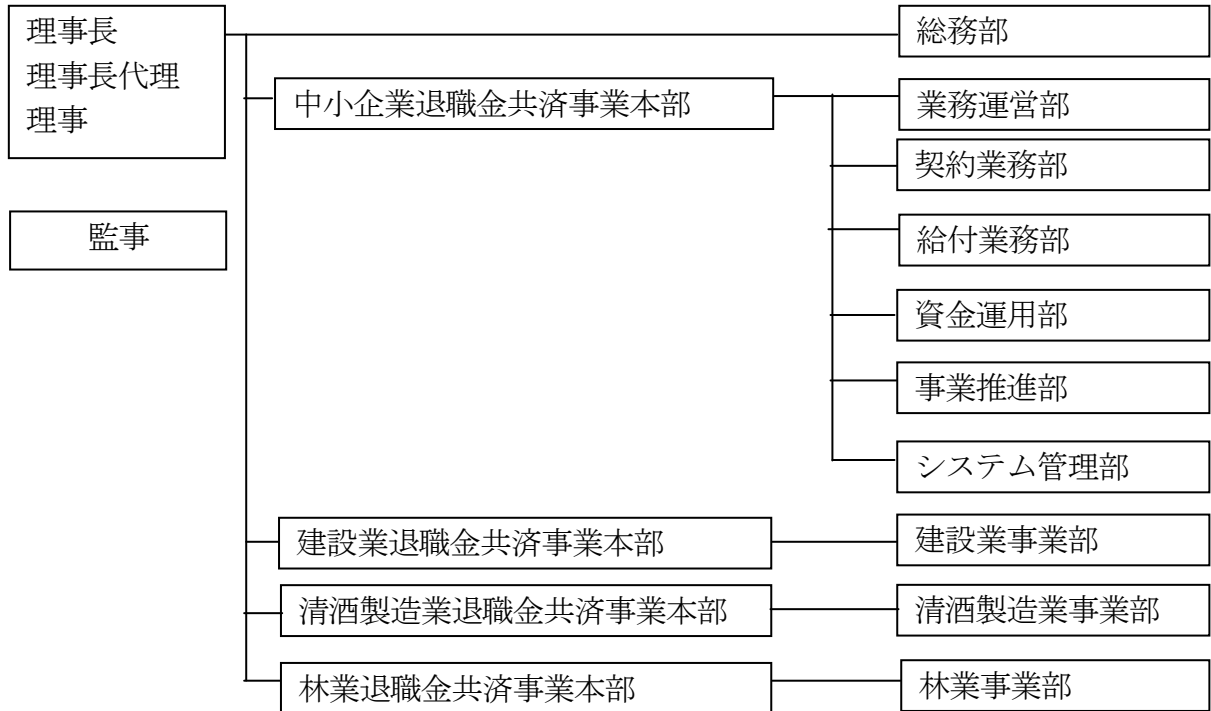 理事長
理事長代理
理事
監事
総務部
中小企業退職金共済事業本部
業務運営部
契約業務部
給付業務部
資金運用部
事業推進部
システム管理部
建設業退職金共済事業本部
建設業事業部
清酒製造業退職金共済事業本部
清酒製造業事業部
林業退職金共済事業本部
林業事業部